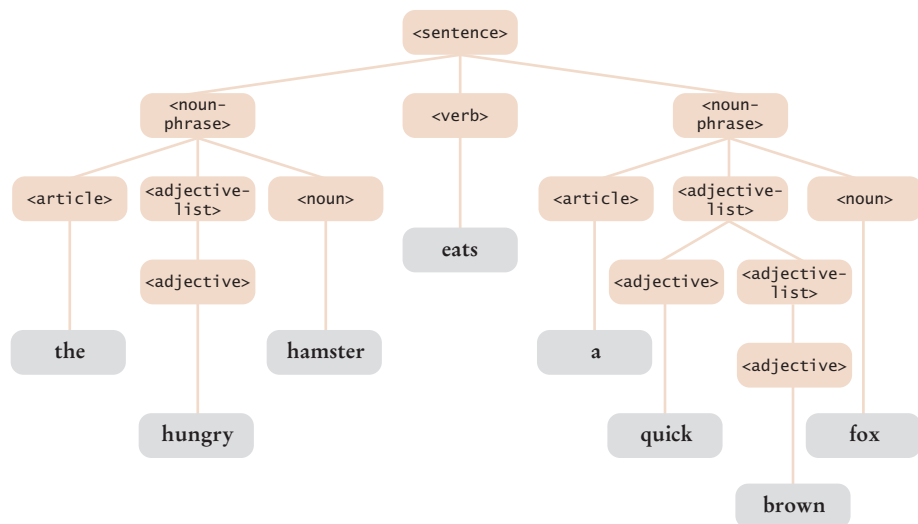 <sentence>
<noun-
phrase>
<verb>
<noun-
phrase>
<article>
<adjective-
list>
<noun>
<article>
<adjective-
list>
<noun>
eats
<adjective>
<adjective>
<adjective-
list>
the
hamster
a
<adjective>
hungry
quick
fox
brown